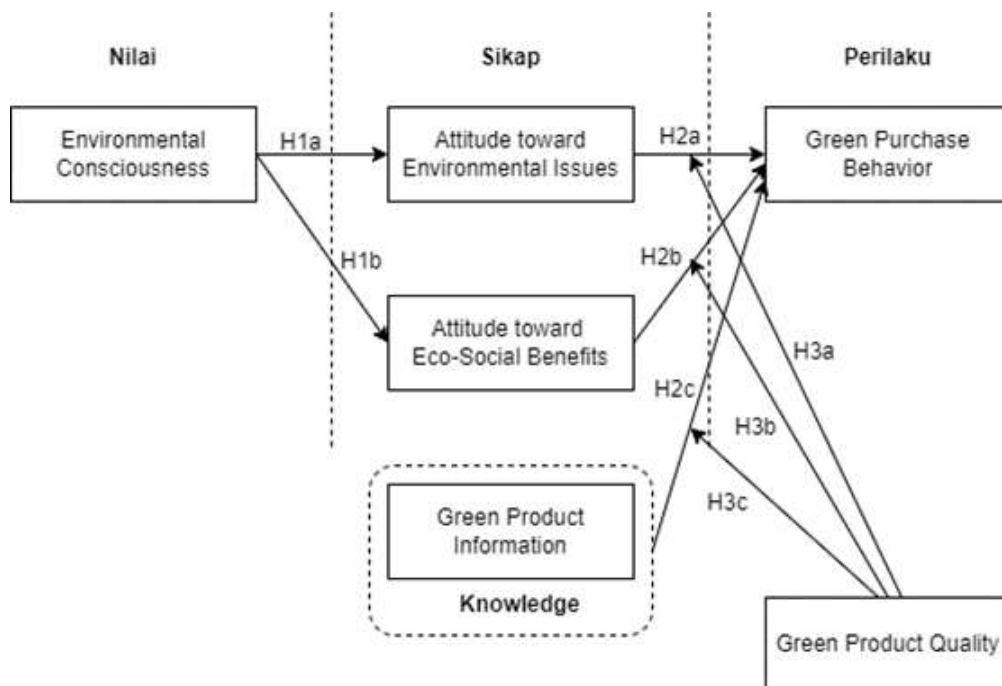 Nilai
Sikap
Perilaku
Environmental
Consciousness
H1a
Attitude toward
Environmental Issues
H2a
Green Purchase
Behavior
H1b
H2b
Attitude toward
Eco-Social Benefits
H3a
H2c
H3b
H3c
Green Product
Information
Knowledge
Green Product Quality